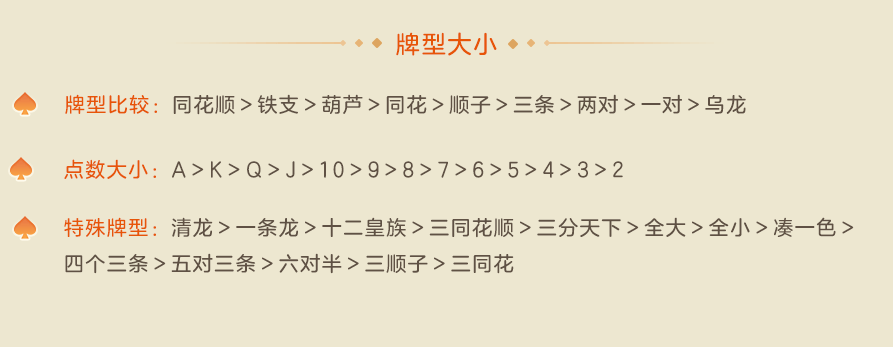 牌型大小
牌型比较：同花顺>铁支>葫芦>同花>顺子>三条>两对>一对>乌龙
点数大小：A>K>Q>J>10>9>8>7>6>5>4>3>2
特殊牌型：清龙>一条龙>十二皇族>三同花顺>三分天下>全大>全小>凑一色>
四个三条>五对三条>六对半>三顺子>三同花